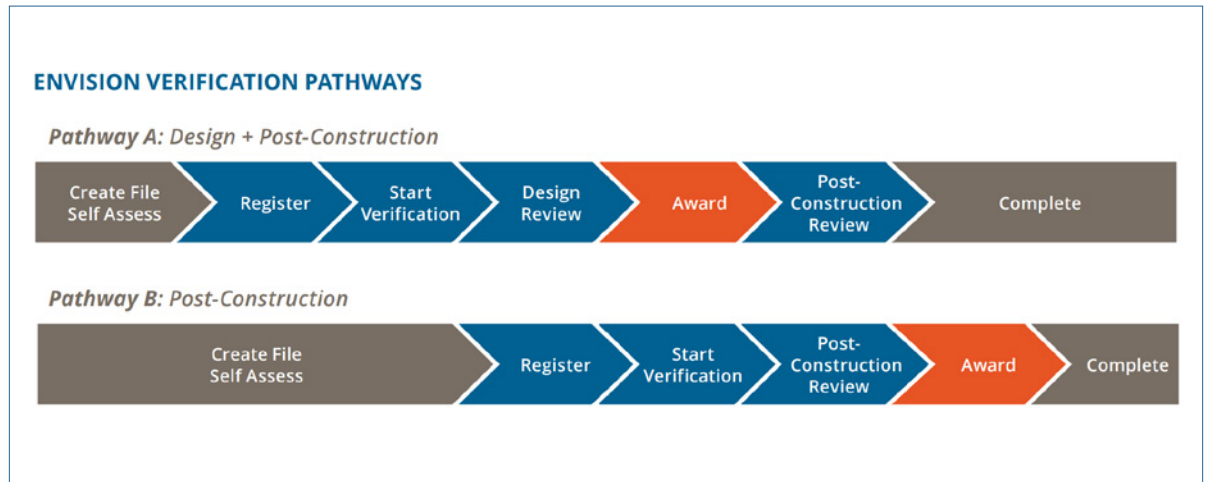 ENVISION VERIFICATION PATHWAYS
Pathway A: Design + Post-Construction
Create File
Self Assess
Register
Start
Verification
Design
Review
Award
Post-
Construction
Review
Complete
Pathway B: Post-Construction
Create File
Self Assess
Register
Start
Verification
Post-
Construction
Review
Award
Complete